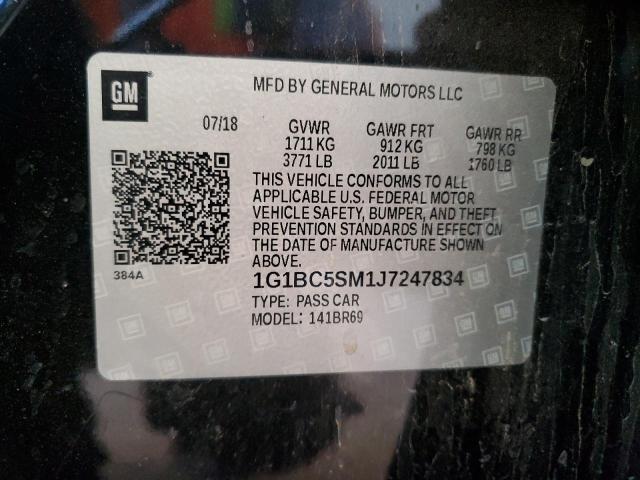 GM
MFD BY GENERAL MOTORS LLC
07/18 GVWR GAWR FRT GAWR RR
1711 KG 912 KG 798 KG
3771 LB 2011 LB 1760 LB
THIS VEHICLE CONFORMS TO ALL
APPLICABLE U.S. FEDERAL MOTOR
VEHICLE SAFETY, BUMPER, AND THEFT
PREVENTION STANDARDS IN EFFECT ON
THE DATE OF MANUFACTURE SHOWN
ABOVE.
384A
1G1BC5SM1J7247834
TYPE: PASS CAR
MODEL: 141BR69